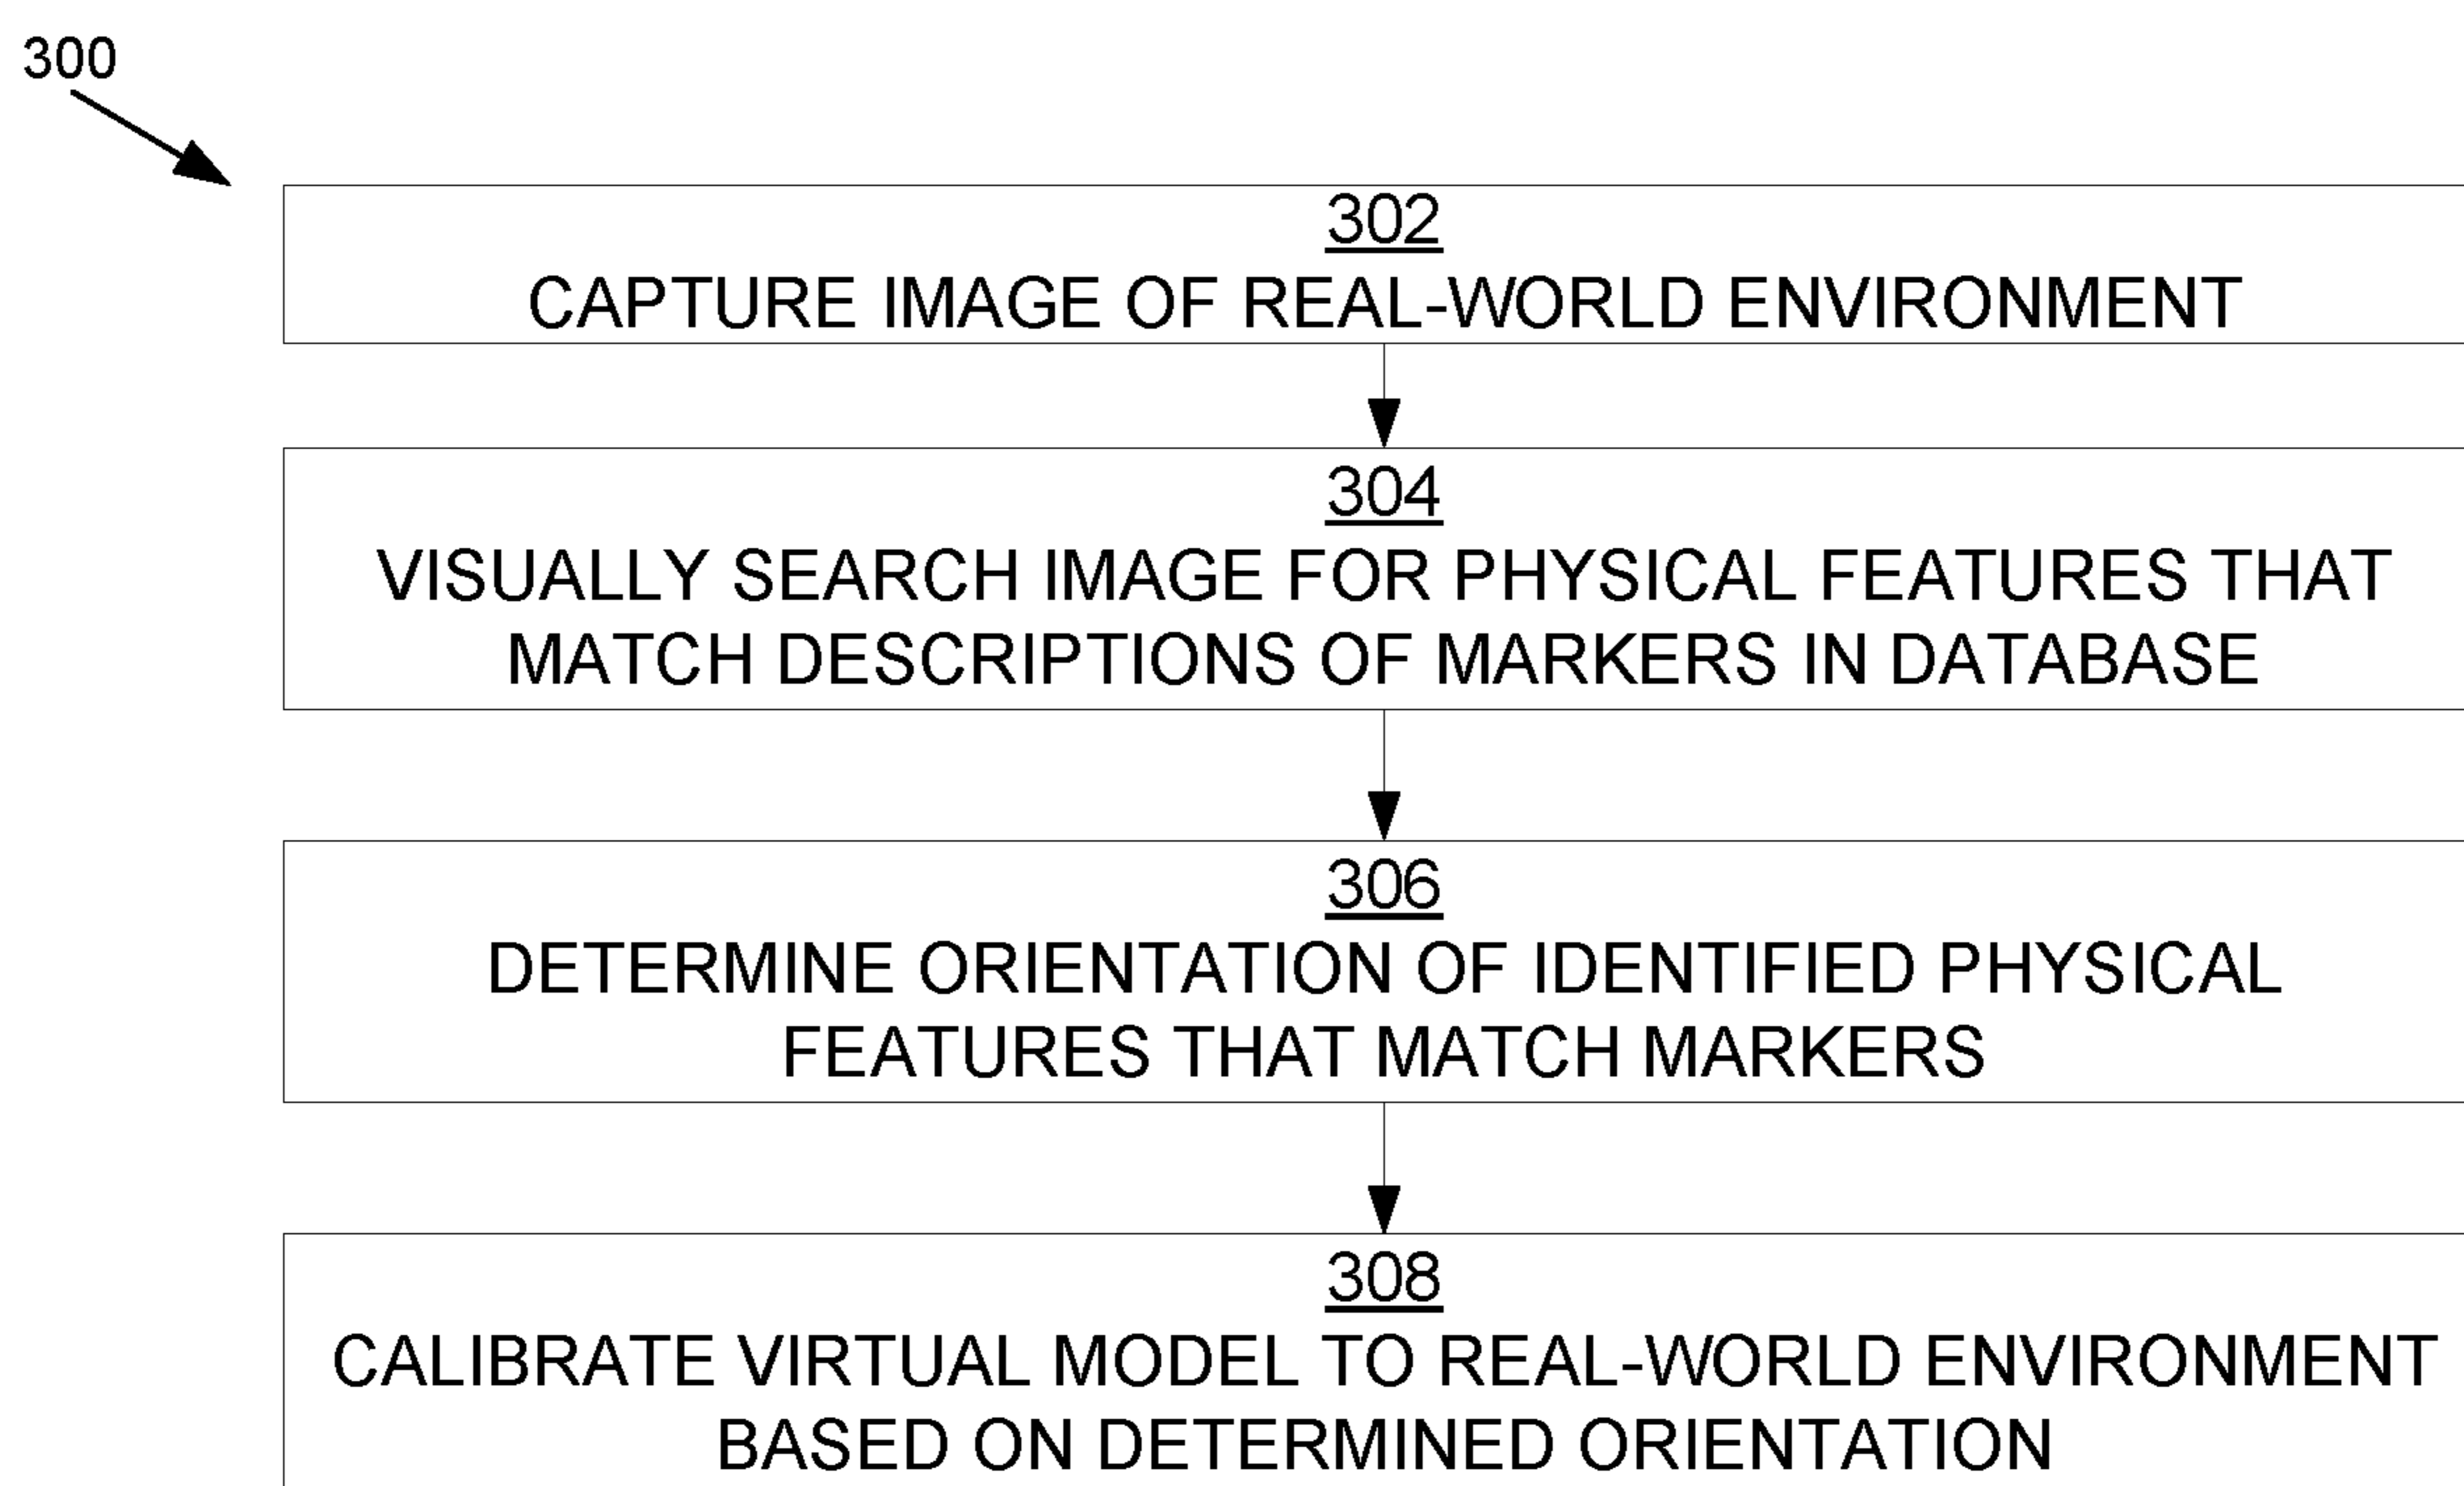 300
302
CAPTURE IMAGE OF REAL-WORLD ENVIRONMENT
304
VISUALLY SEARCH IMAGE FOR PHYSICAL FEATURES THAT
MATCH DESCRIPTIONS OF MARKERS IN DATABASE
306
DETERMINE ORIENTATION OF IDENTIFIED PHYSICAL
FEATURES THAT MATCH MARKERS
308
CALIBRATE VIRTUAL MODEL TO REAL-WORLD ENVIRONMENT
BASED ON DETERMINED ORIENTATION